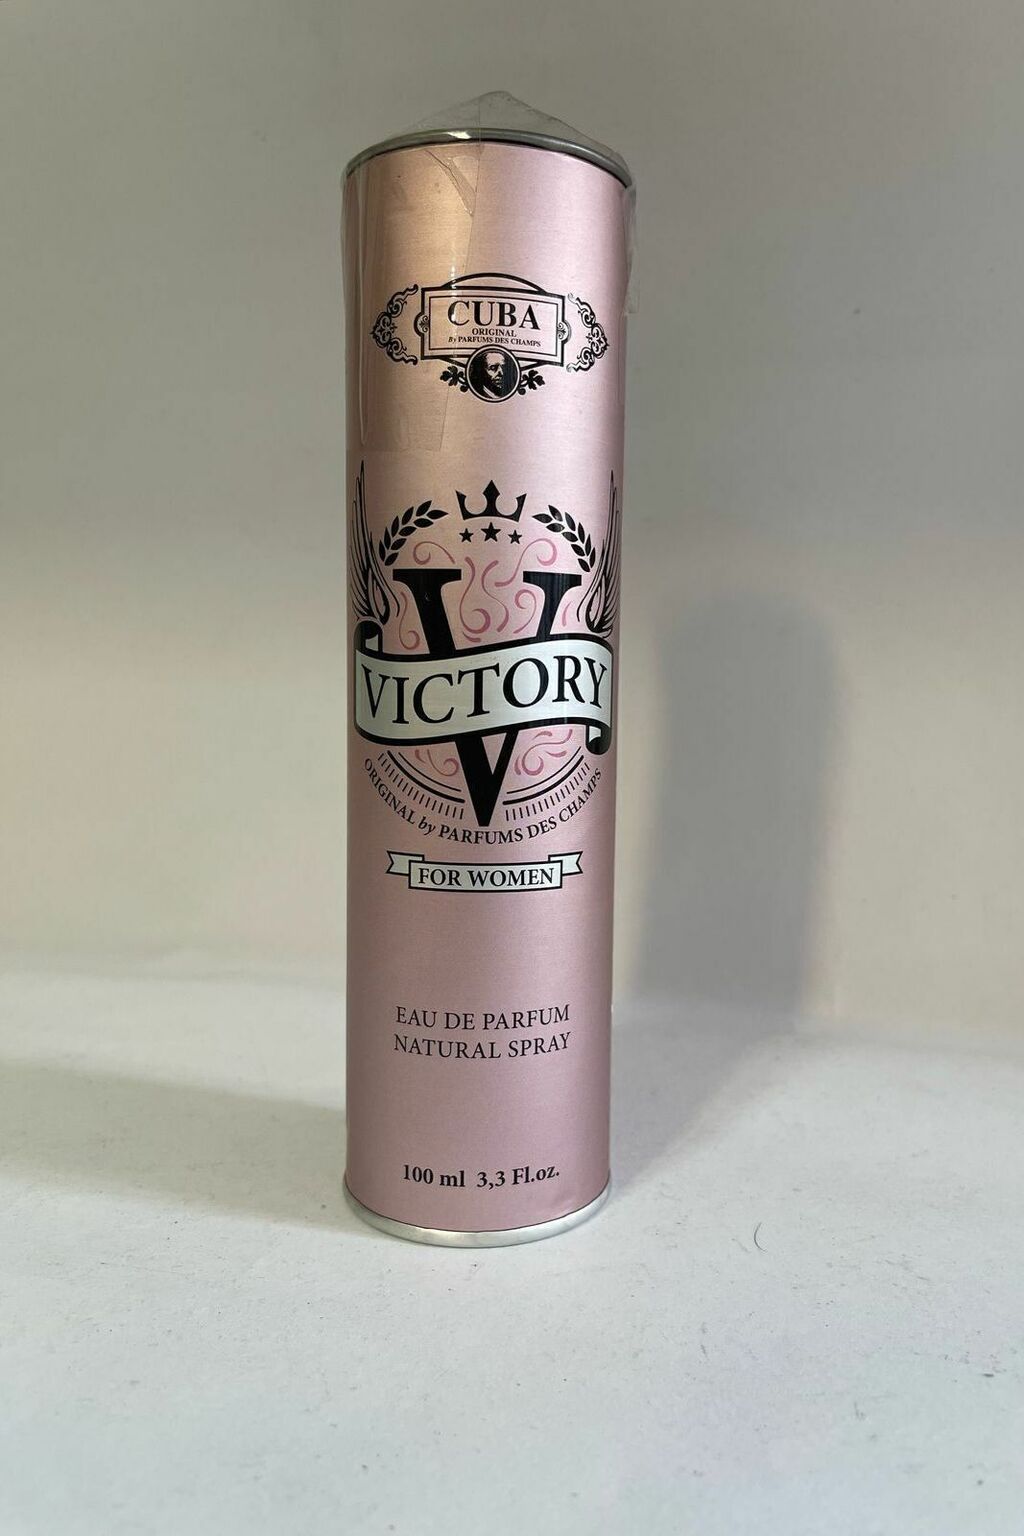 CUBA
ORIGINAL
By PARFUMS DES CHAMPS
V
VICTORY
ORIGINAL by PARFUMS DES CHAMPS
FOR WOMEN
EAU DE PARFUM
NATURAL SPRAY
100 ml 3,3 Fl.oz.